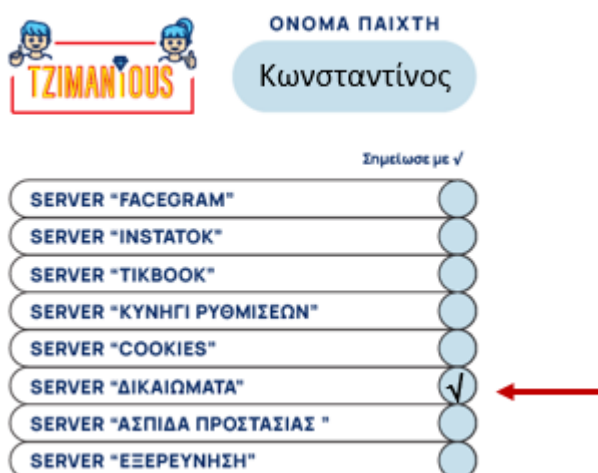 TZIMANIOUS
ΟΝΟΜΑ ΠΑΙΧΤΗ
Κωνσταντίνος
Σημείωσε με √
SERVER "FACEGRAM"
SERVER "INSTATOK"
SERVER "TIKBOOK"
SERVER "ΚΥΝΗΓΙ ΡΥΘΜΙΣΕΩΝ"
SERVER "COOKIES"
SERVER "ΔΙΚΑΙΩΜΑΤΑ" √
SERVER "ΑΣΠΙΔΑ ΠΡΟΣΤΑΣΙΑΣ "
SERVER "ΕΞΕΡΕΥΝΗΣΗ"